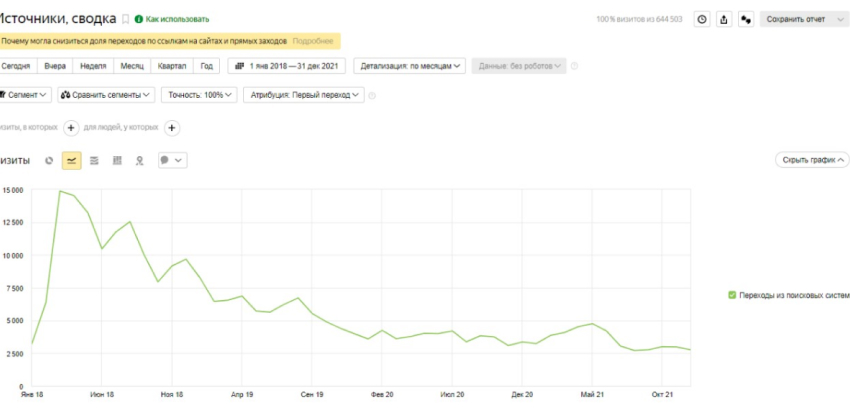 Источники, сводка Как использовать 100% визитов из 644 503 Сохранить отчет
Почему могла снизиться доля переходов по ссылкам на сайтах и прямых заходов Подробнее
Сегодня Вчера Неделя Месяц Квартал Год 1 янв 2018 — 31 дек 2021 Детализация: по месяцам Данные: без роботов
Сегмент Сравнить сегменты Точность: 100% Атрибуция: Первый переход
изиты, в которых + для людей, у которых +
изиты Скрыть график
15 000
12 500
10 000
7 500
5 000
2 500
0
Янв 18 Июн 18 Ноя 18 Апр 19 Сен 19 Фев 20 Июл 20 Дек 20 Май 21 Окт 21
Переходы из поисковых систем